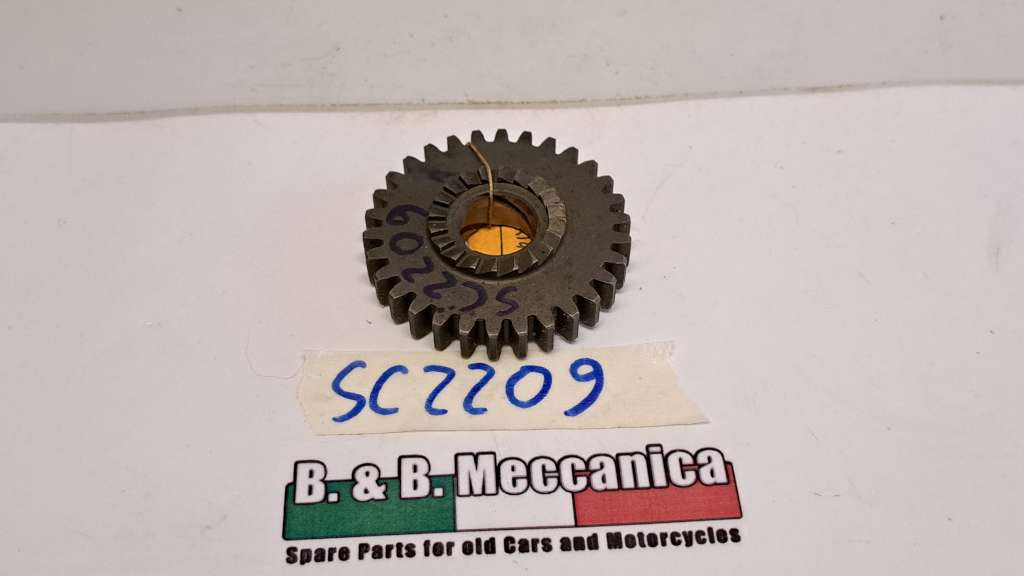 SC2209
SC2209
B. & B. Meccanica
Spare Parts for old Cars and Motorcycles